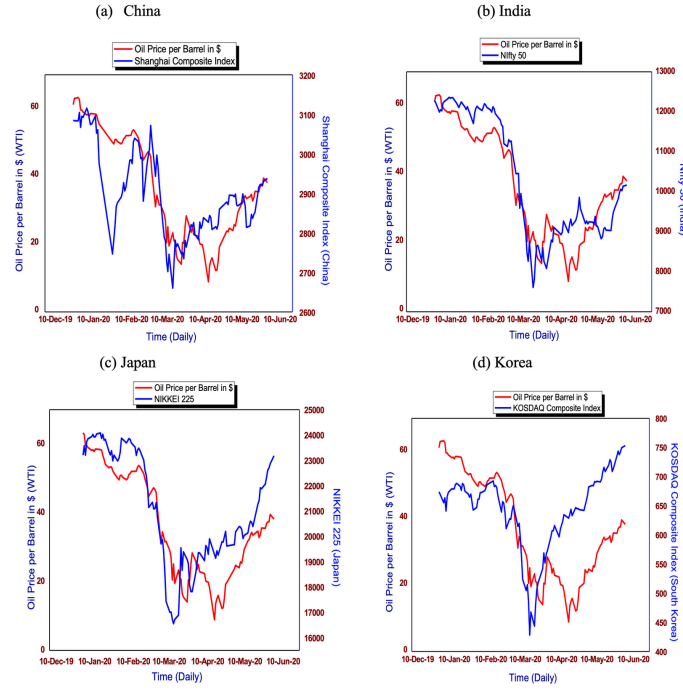 (a) China
Oil Price per Barrel in $
Shanghai Composite Index
Oil Price per Barrel in $ (WTI)
60
40
20
0
3200
3100
3000
2900
2800
2700
2600
Shanghai Composite Index
(China)
10-Dec-19 10-Jan-20 10-Feb-20 10-Mar-20 10-Apr-20 10-May-20 10-Jun-20
Time (Daily)
(b) India
Oil Price per Barrel in $
NIfty 50
Oil Price per Barrel in $ (WTI)
60
40
20
0
13000
12000
11000
10000
9000
8000
7000
Nifty 50 (India)
10-Dec-19 10-Jan-20 10-Feb-20 10-Mar-20 10-Apr-20 10-May-20 10-Jun-20
Time (Daily)
(c) Japan
Oil Price per Barrel in $
NIKKEI 225
Oil Price per Barrel in $ (WTI)
60
40
20
0
25000
24000
23000
22000
21000
20000
19000
18000
17000
16000
NIKKEI 225 (Japan)
10-Dec-19 10-Jan-20 10-Feb-20 10-Mar-20 10-Apr-20 10-May-20 10-Jun-20
Time (Daily)
(d) Korea
Oil Price per Barrel in $
KOSDAQ Composite Index
Oil Price per Barrel in $ (WTI)
60
40
20
0
800
750
700
650
600
550
500
450
400
KOSDAQ Composite Index (South Korea)
10-Dec-19 10-Jan-20 10-Feb-20 10-Mar-20 10-Apr-20 10-May-20 10-Jun-20
Time (Daily)